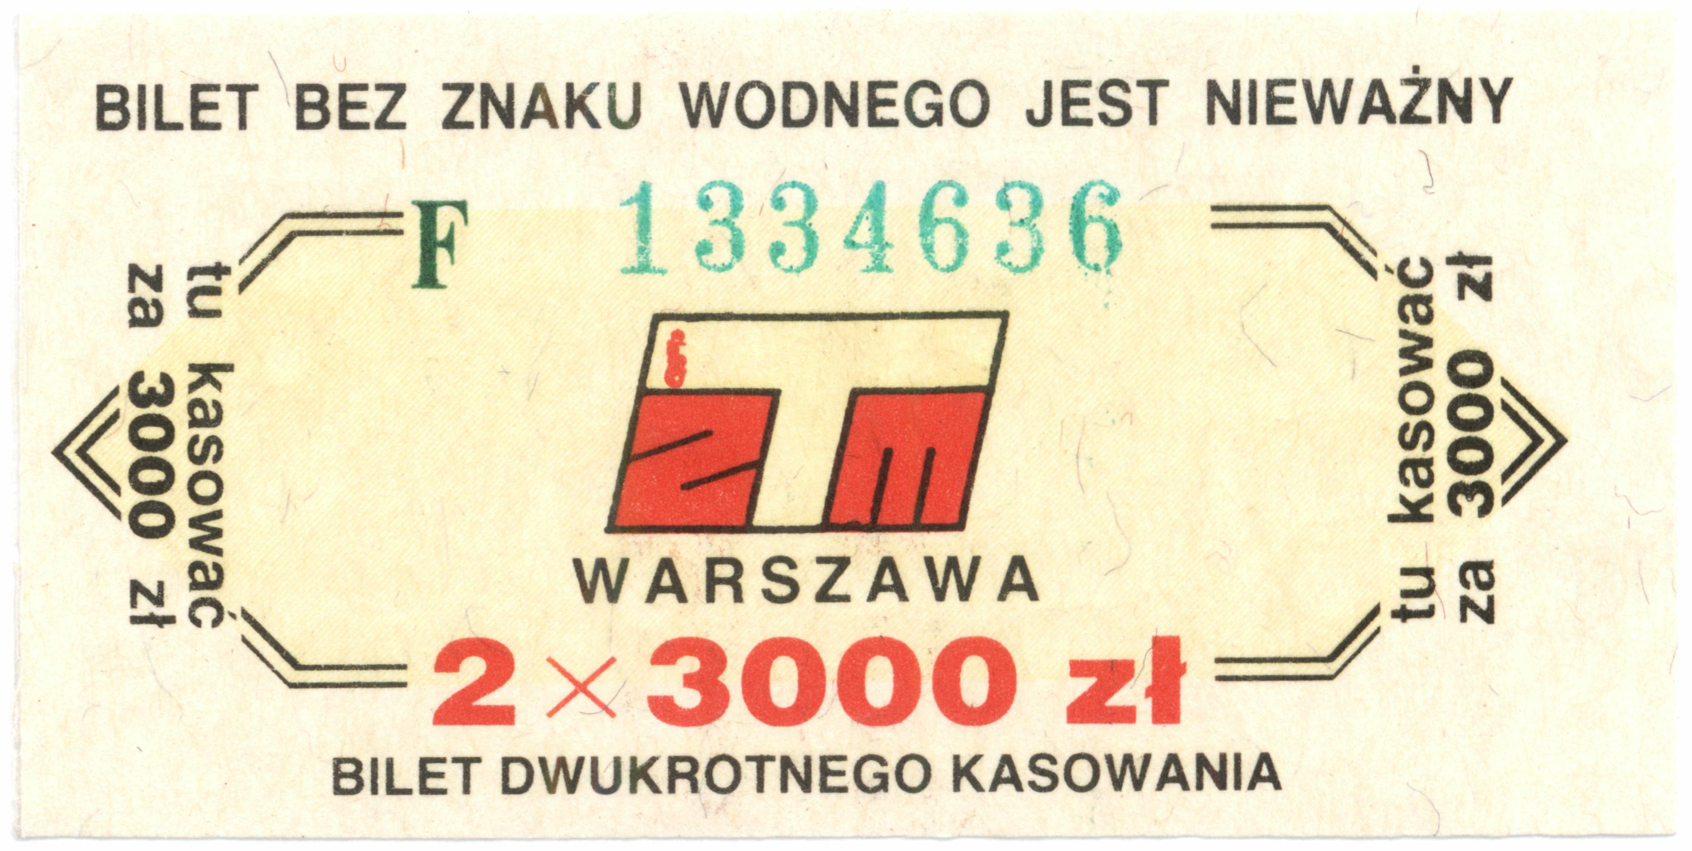 BILET BEZ ZNAKU WODNEGO JEST NIEWAŻNY
F 1334636
tu kasować
za 3000 zł
ZTM
WARSZAWA
tu kasować
za 3000 zł
2 × 3000 zł
BILET DWUKROTNEGO KASOWANIA